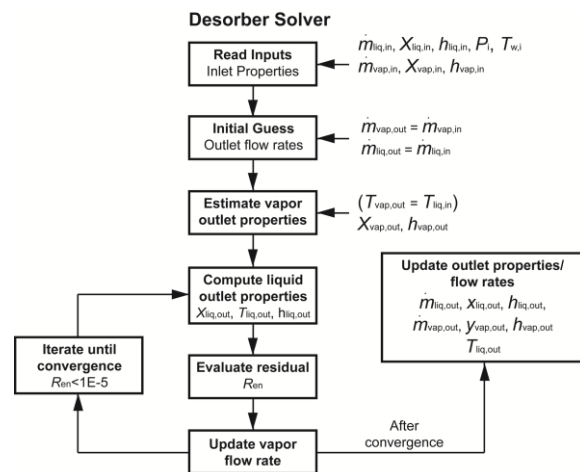 Desorber Solver
Read Inputs
Inlet Properties
ṁliq,in, Xliq,in, hliq,in, Pi, Tw,i
ṁvap,in, Xvap,in, hvap,in
Initial Guess
Outlet flow rates
ṁvap,out = ṁvap,in
ṁliq,out = ṁliq,in
Estimate vapor
outlet properties
(Tvap,out = Tliq,in)
Xvap,out, hvap,out
Compute liquid
outlet properties
Xliq,out, Tliq,out, hliq,out
Update outlet properties/
flow rates
ṁliq,out, xliq,out, hliq,out,
ṁvap,out, yvap,out, hvap,out
Tliq,out
Iterate until
convergence
Ren<1E-5
Evaluate residual
Ren
Update vapor
flow rate
After
convergence